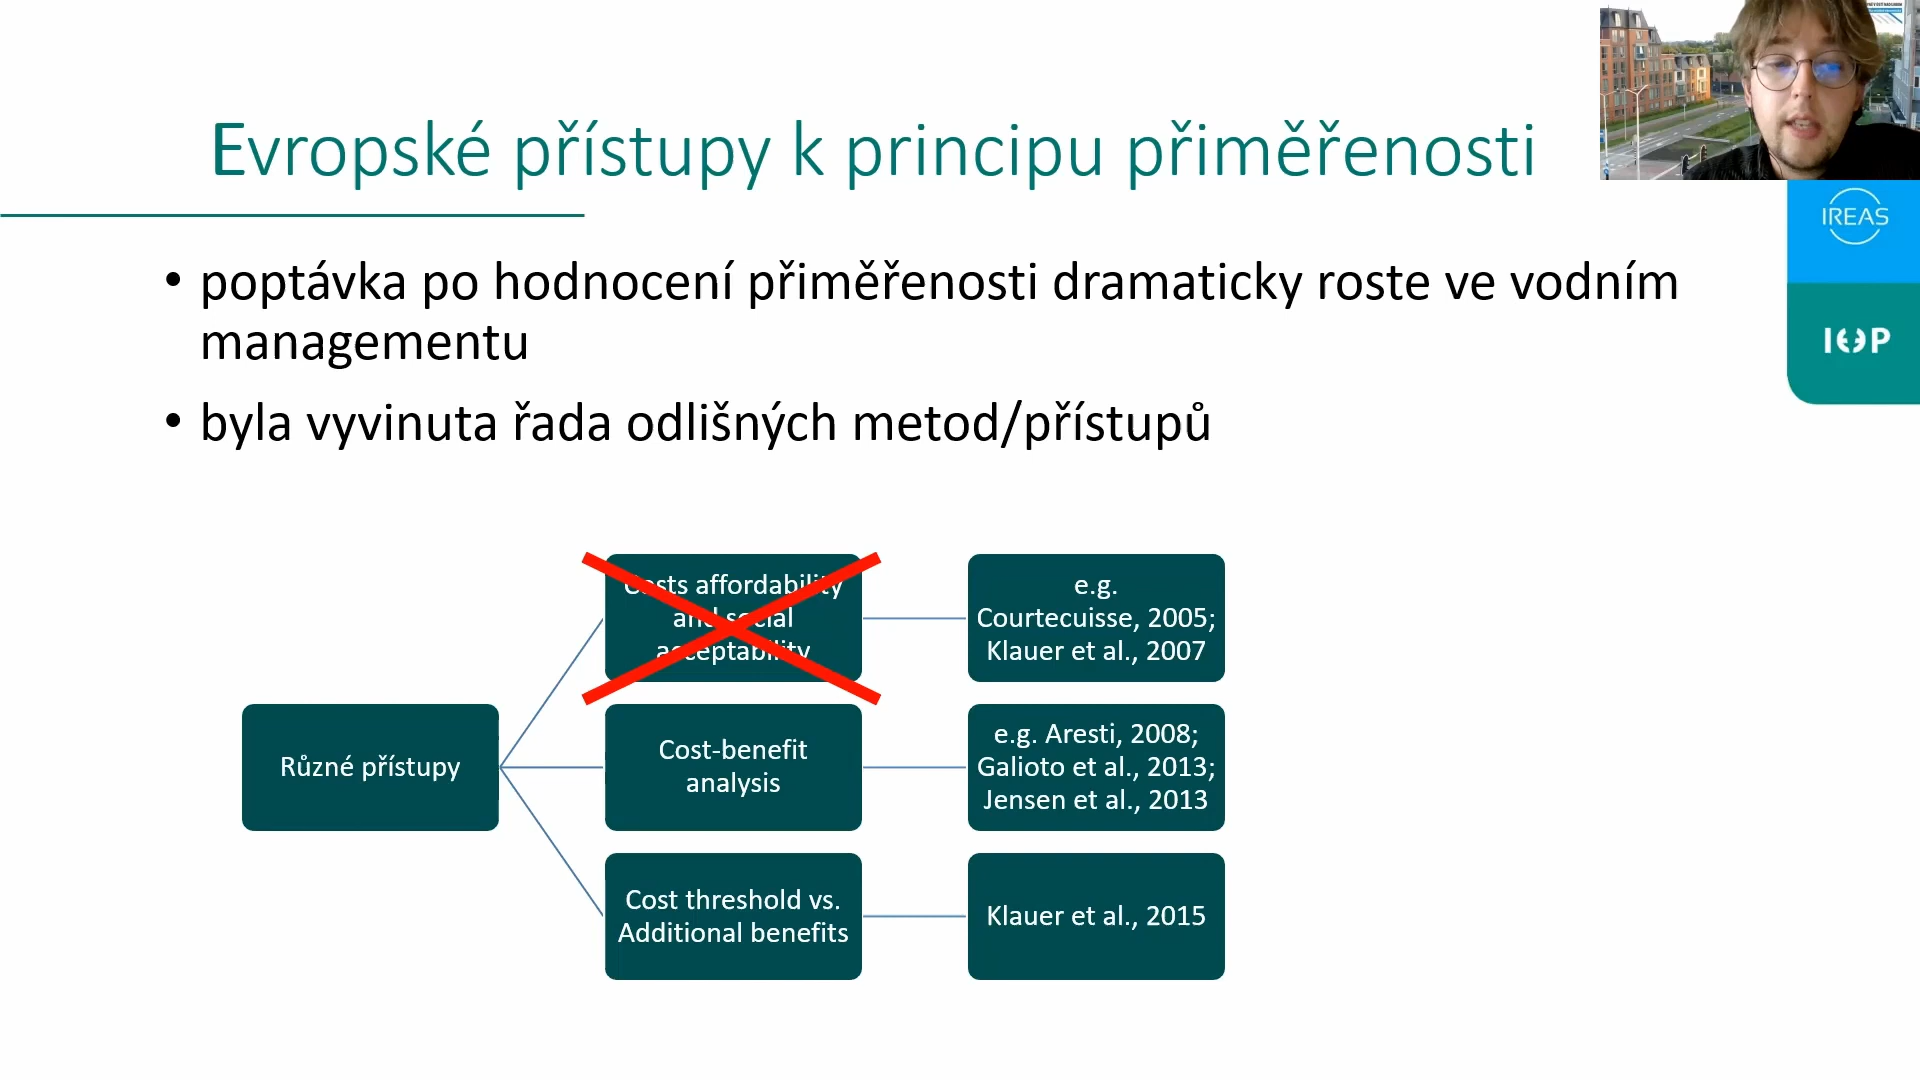 Evropské přístupy k principu přiměřenosti
IREAS
• poptávka po hodnocení přiměřenosti dramaticky roste ve vodním
managementu
• byla vyvinuta řada odlišných metod/přístupů
Různé přístupy
Costs affordability
and social
acceptability
e.g.
Courtecuisse, 2005;
Klauer et al., 2007
Cost-benefit
analysis
e.g. Aresti, 2008;
Galioto et al., 2013;
Jensen et al., 2013
Cost threshold vs.
Additional benefits
Klauer et al., 2015